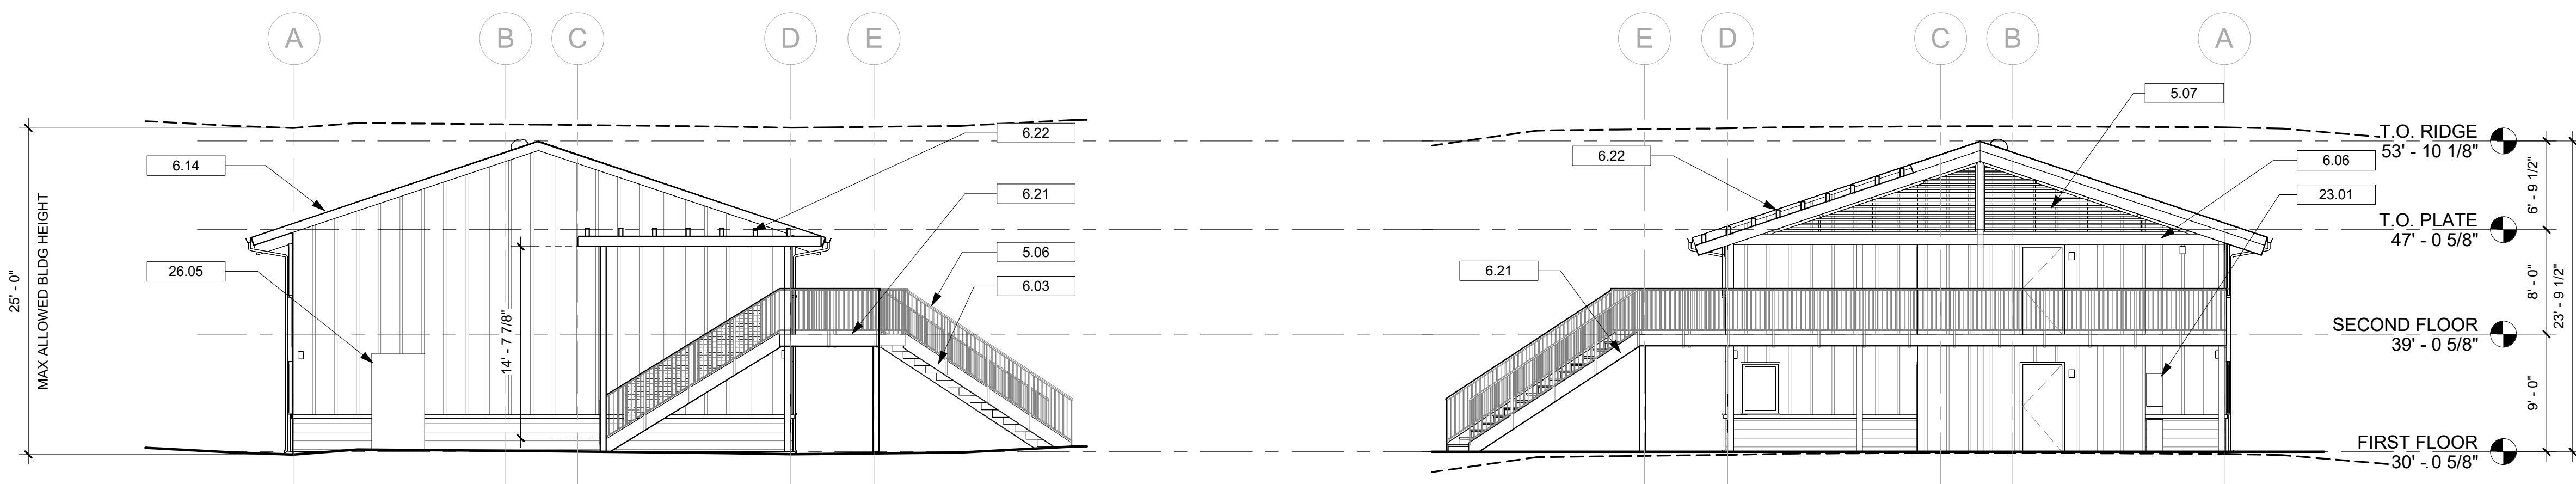 A
B
C
D
E
E
D
C
B
A
6.14
26.05
6.22
6.21
5.06
6.03
25' - 0"
MAX ALLOWED BLDG HEIGHT
14' - 7 7/8"
5.07
6.22
6.06
23.01
6.21
T.O. RIDGE
53' - 10 1/8"
T.O. PLATE
47' - 0 5/8"
SECOND FLOOR
39' - 0 5/8"
FIRST FLOOR
30' - 0 5/8"
6' - 9 1/2"
8' - 0"
9' - 0"
23' - 9 1/2"